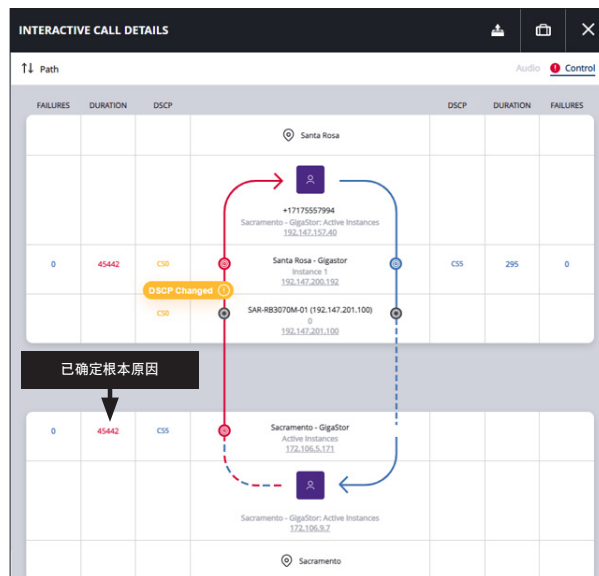 INTERACTIVE CALL DETAILS
Path
Audio
Control
FAILURES DURATION DSCP DSCP DURATION FAILURES
Santa Rosa
+17175557994
Sacramento - GigaStor: Active Instances
192.147.157.40
0 45442 CS0 Santa Rosa - Gigastor CS5 295 0
Instance 1
192.147.200.192
DSCP Changed
CS0 SAR-RB3070M-01 (192.147.201.100)
0
192.147.201.100
已确定根本原因
0 45442 CS5 Sacramento - GigaStor
Active Instances
172.106.5.171
Sacramento - GigaStor: Active Instances
172.106.9.7
Sacramento